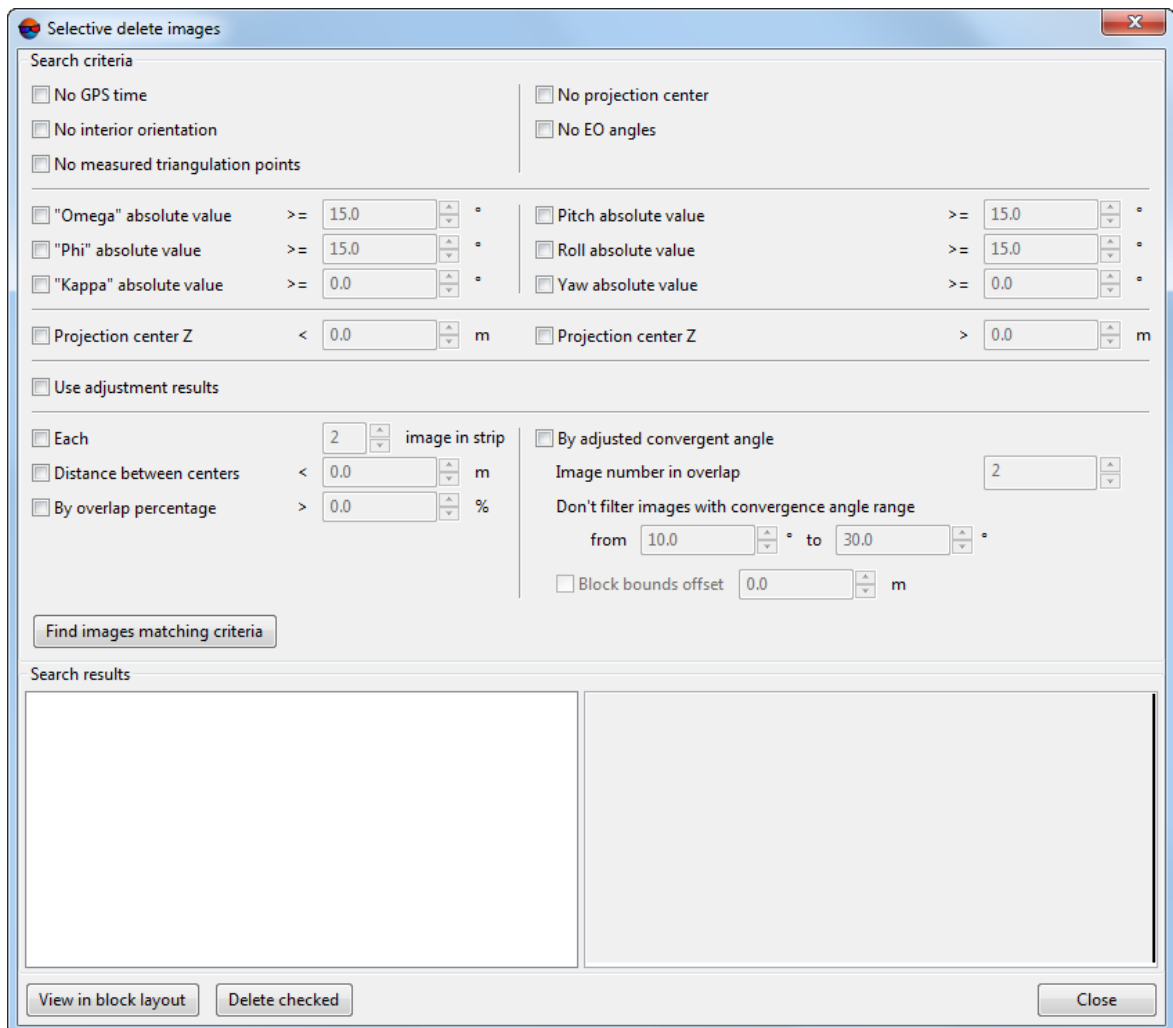 Selective delete images
Search criteria
No GPS time
No projection center
No interior orientation
No EO angles
No measured triangulation points
"Omega" absolute value >= 15.0 °
Pitch absolute value >= 15.0 °
"Phi" absolute value >= 15.0 °
Roll absolute value >= 15.0 °
"Kappa" absolute value >= 0.0 °
Yaw absolute value >= 0.0 °
Projection center Z < 0.0 m
Projection center Z > 0.0 m
Use adjustment results
Each 2 image in strip
By adjusted convergent angle
Distance between centers < 0.0 m
Image number in overlap 2
By overlap percentage > 0.0 %
Don't filter images with convergence angle range
from 10.0 ° to 30.0 °
Block bounds offset 0.0 m
Find images matching criteria
Search results
View in block layout
Delete checked
Close